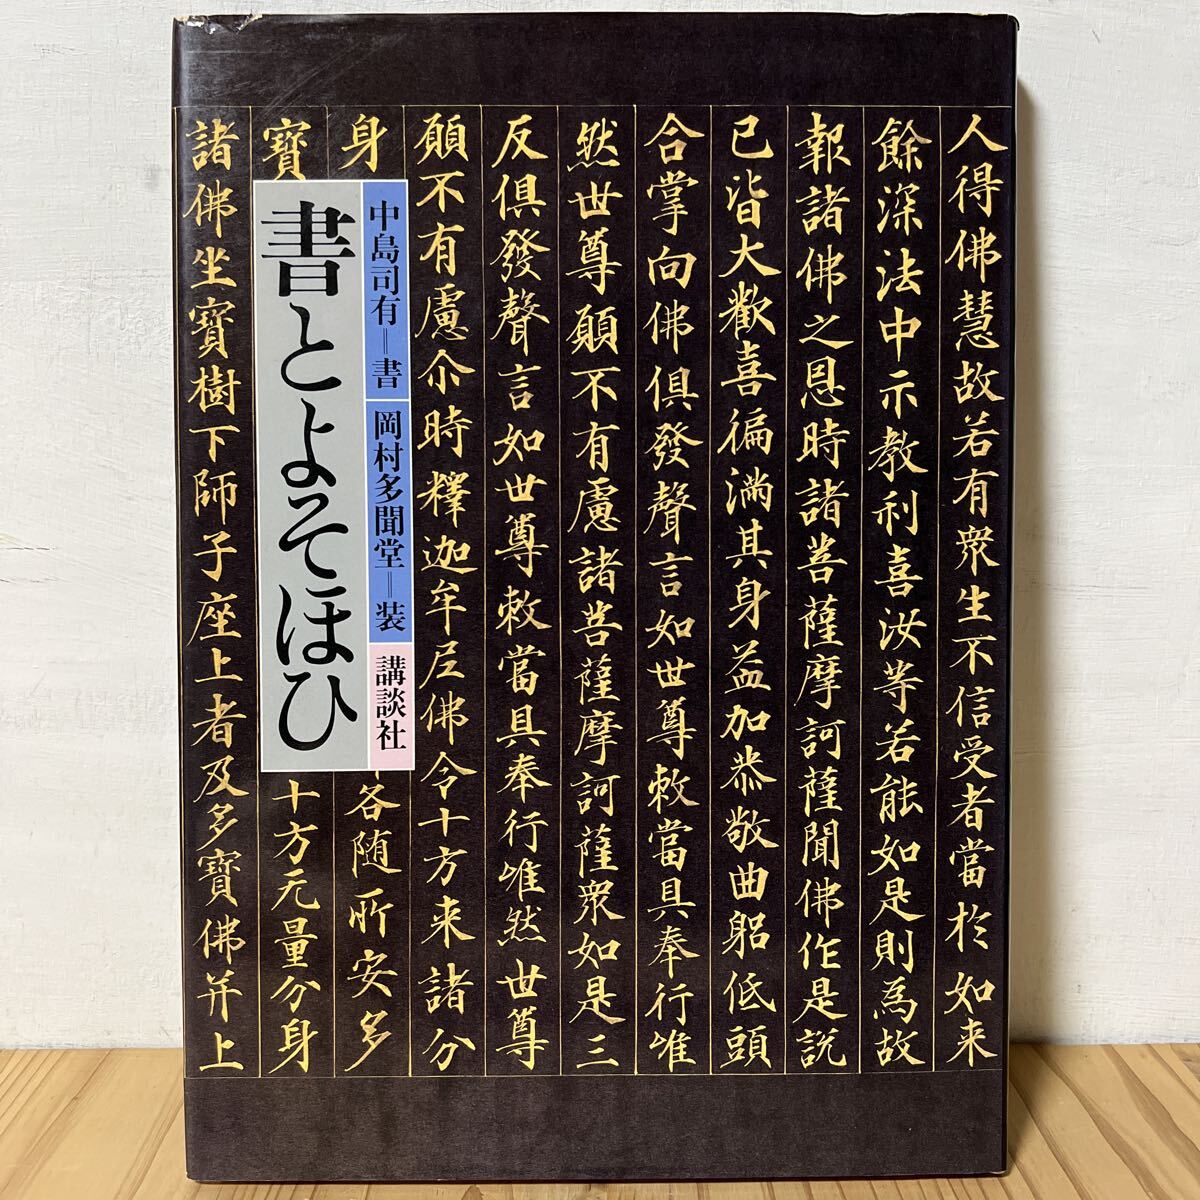 人得佛慧故若有衆生不信受者當於如来
餘深法中示教利喜汝等若能如是則為故
報諸佛之恩時諸菩薩摩訶薩聞佛作是説
已皆大歡喜徧満其身益加恭敬曲躬低頭
合掌向佛俱發聲言如世尊敕當具奉行唯
然世尊願不有慮諸菩薩摩訶薩衆如是三
反俱發聲言如世尊敕當具奉行唯然世尊
願不有慮尒時釋迦牟尼佛令十方来諸分
身
各随所安多
寶
十方无量分身
諸佛坐寶樹下師子座上者及多寶佛并上
中島司有＝書
岡村多聞堂＝装
講談社
書とよそほひ